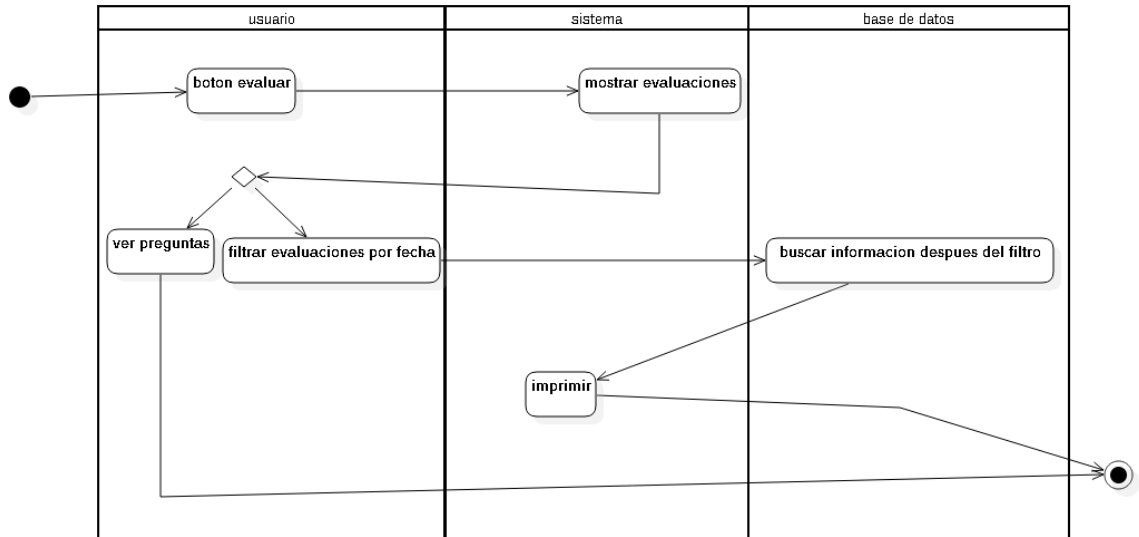 usuario
sistema
base de datos
boton evaluar
mostrar evaluaciones
ver preguntas
filtrar evaluaciones por fecha
buscar informacion despues del filtro
imprimir